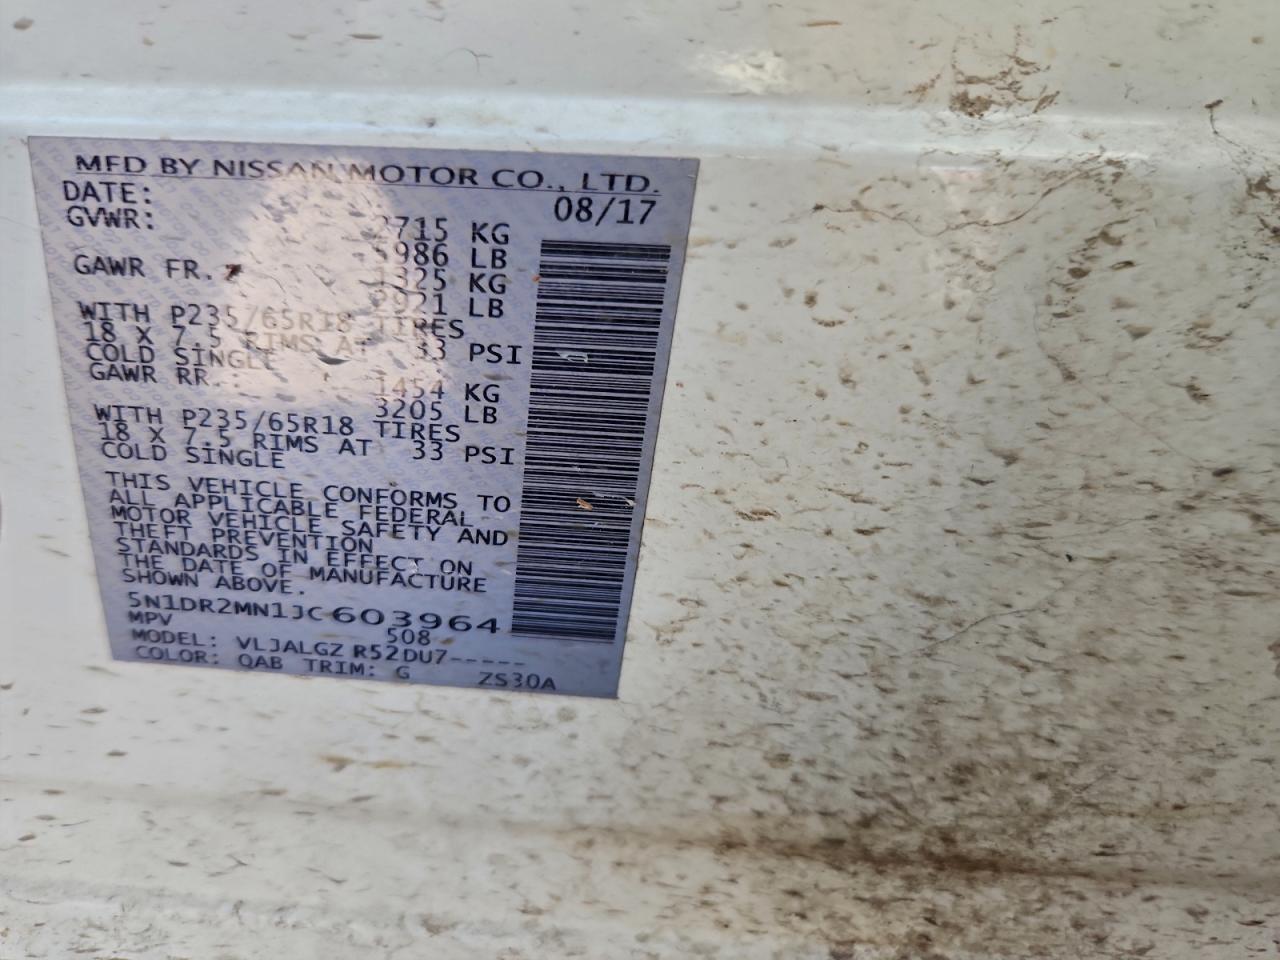 MFD BY NISSAN MOTOR CO., LTD.
DATE: 08/17
GVWR: 2715 KG
5986 LB
GAWR FR. 1325 KG
2921 LB
WITH P235/65R18 TIRES
18 X 7.5 RIMS AT 33 PSI
COLD SINGLE
GAWR RR. 1454 KG
3205 LB
WITH P235/65R18 TIRES
18 X 7.5 RIMS AT 33 PSI
COLD SINGLE
THIS VEHICLE CONFORMS TO
ALL APPLICABLE FEDERAL
MOTOR VEHICLE SAFETY AND
THEFT PREVENTION
STANDARDS IN EFFECT ON
THE DATE OF MANUFACTURE
SHOWN ABOVE.
5N1DR2MN1JC603964
MPV 508
MODEL: VLJALGZ R52DU7-----
COLOR: QAB TRIM: G ZS30A